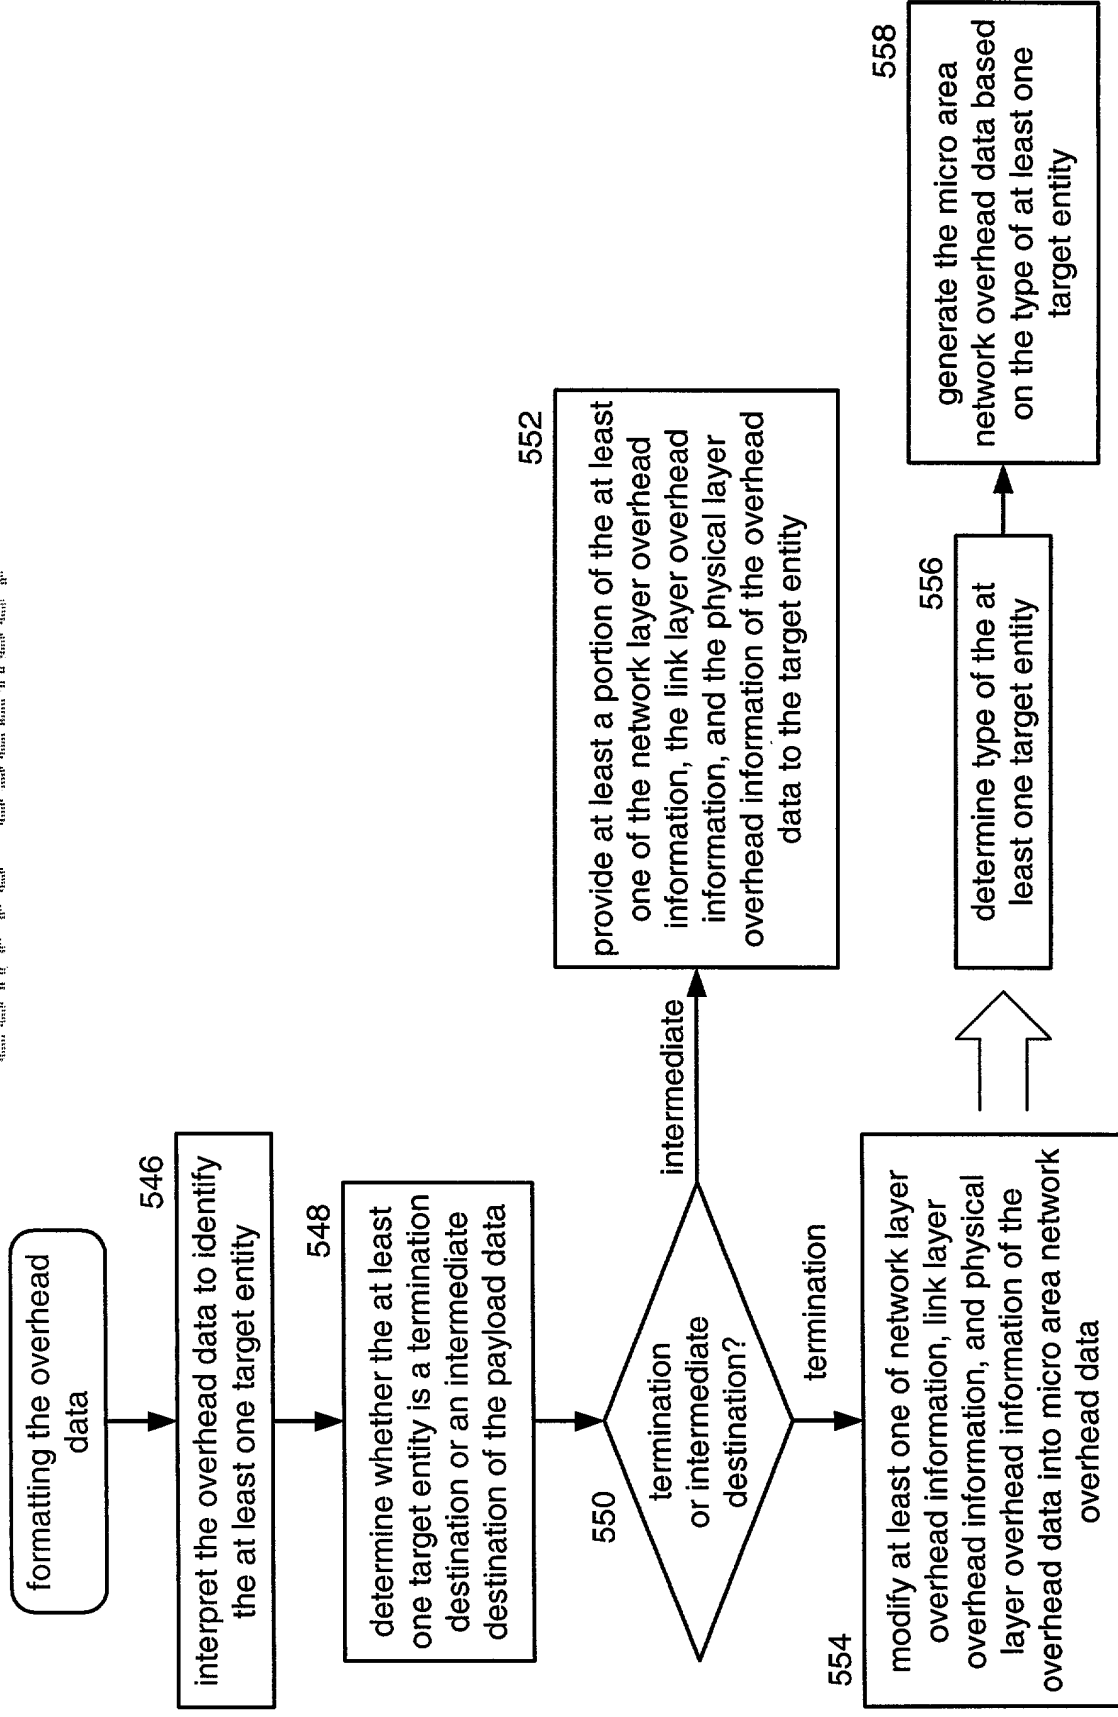 formatting the overhead
data
546
interpret the overhead data to identify
the at least one target entity
548
determine whether the at least
one target entity is a termination
destination or an intermediate
destination of the payload data
550
termination
or intermediate
destination?
intermediate
552
provide at least a portion of the at least
one of the network layer overhead
information, the link layer overhead
information, and the physical layer
overhead information of the overhead
data to the target entity
termination
554
modify at least one of network layer
overhead information, link layer
overhead information, and physical
layer overhead information of the
overhead data into micro area network
overhead data
556
determine type of the at
least one target entity
558
generate the micro area
network overhead data based
on the type of at least one
target entity